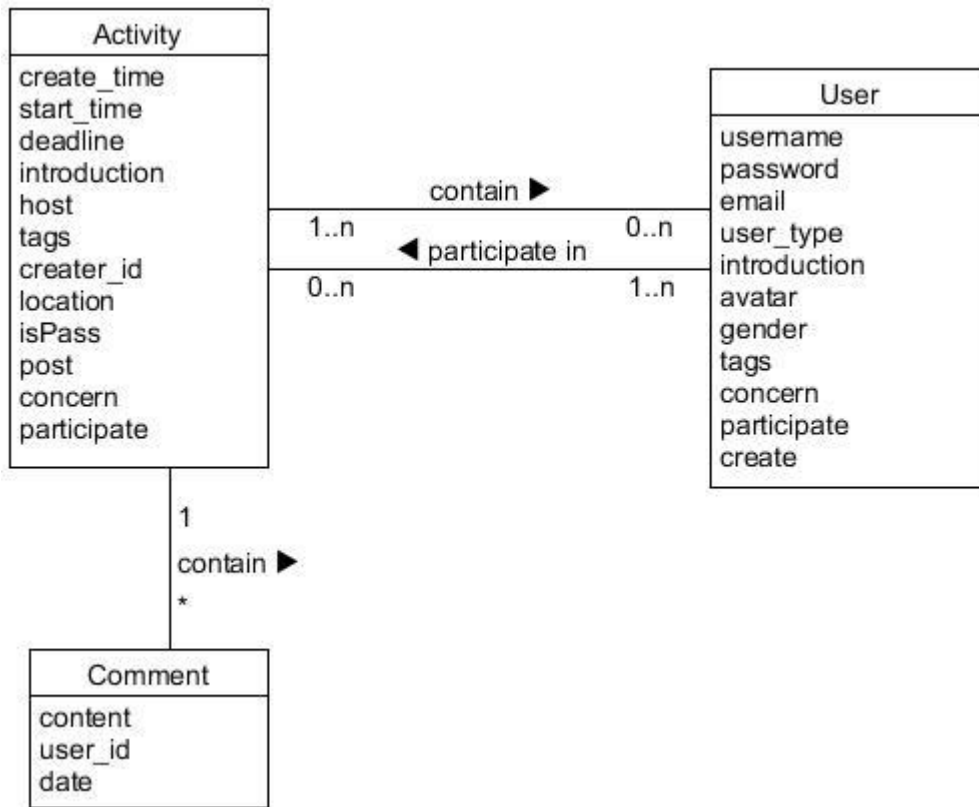 Activity
create_time
start_time
deadline
introduction
host
tags
creater_id
location
isPass
post
concern
participate
contain ▶
1..n 0..n
◀ participate in
0..n 1..n
User
username
password
email
user_type
introduction
avatar
gender
tags
concern
participate
create
1
contain ▶
*
Comment
content
user_id
date